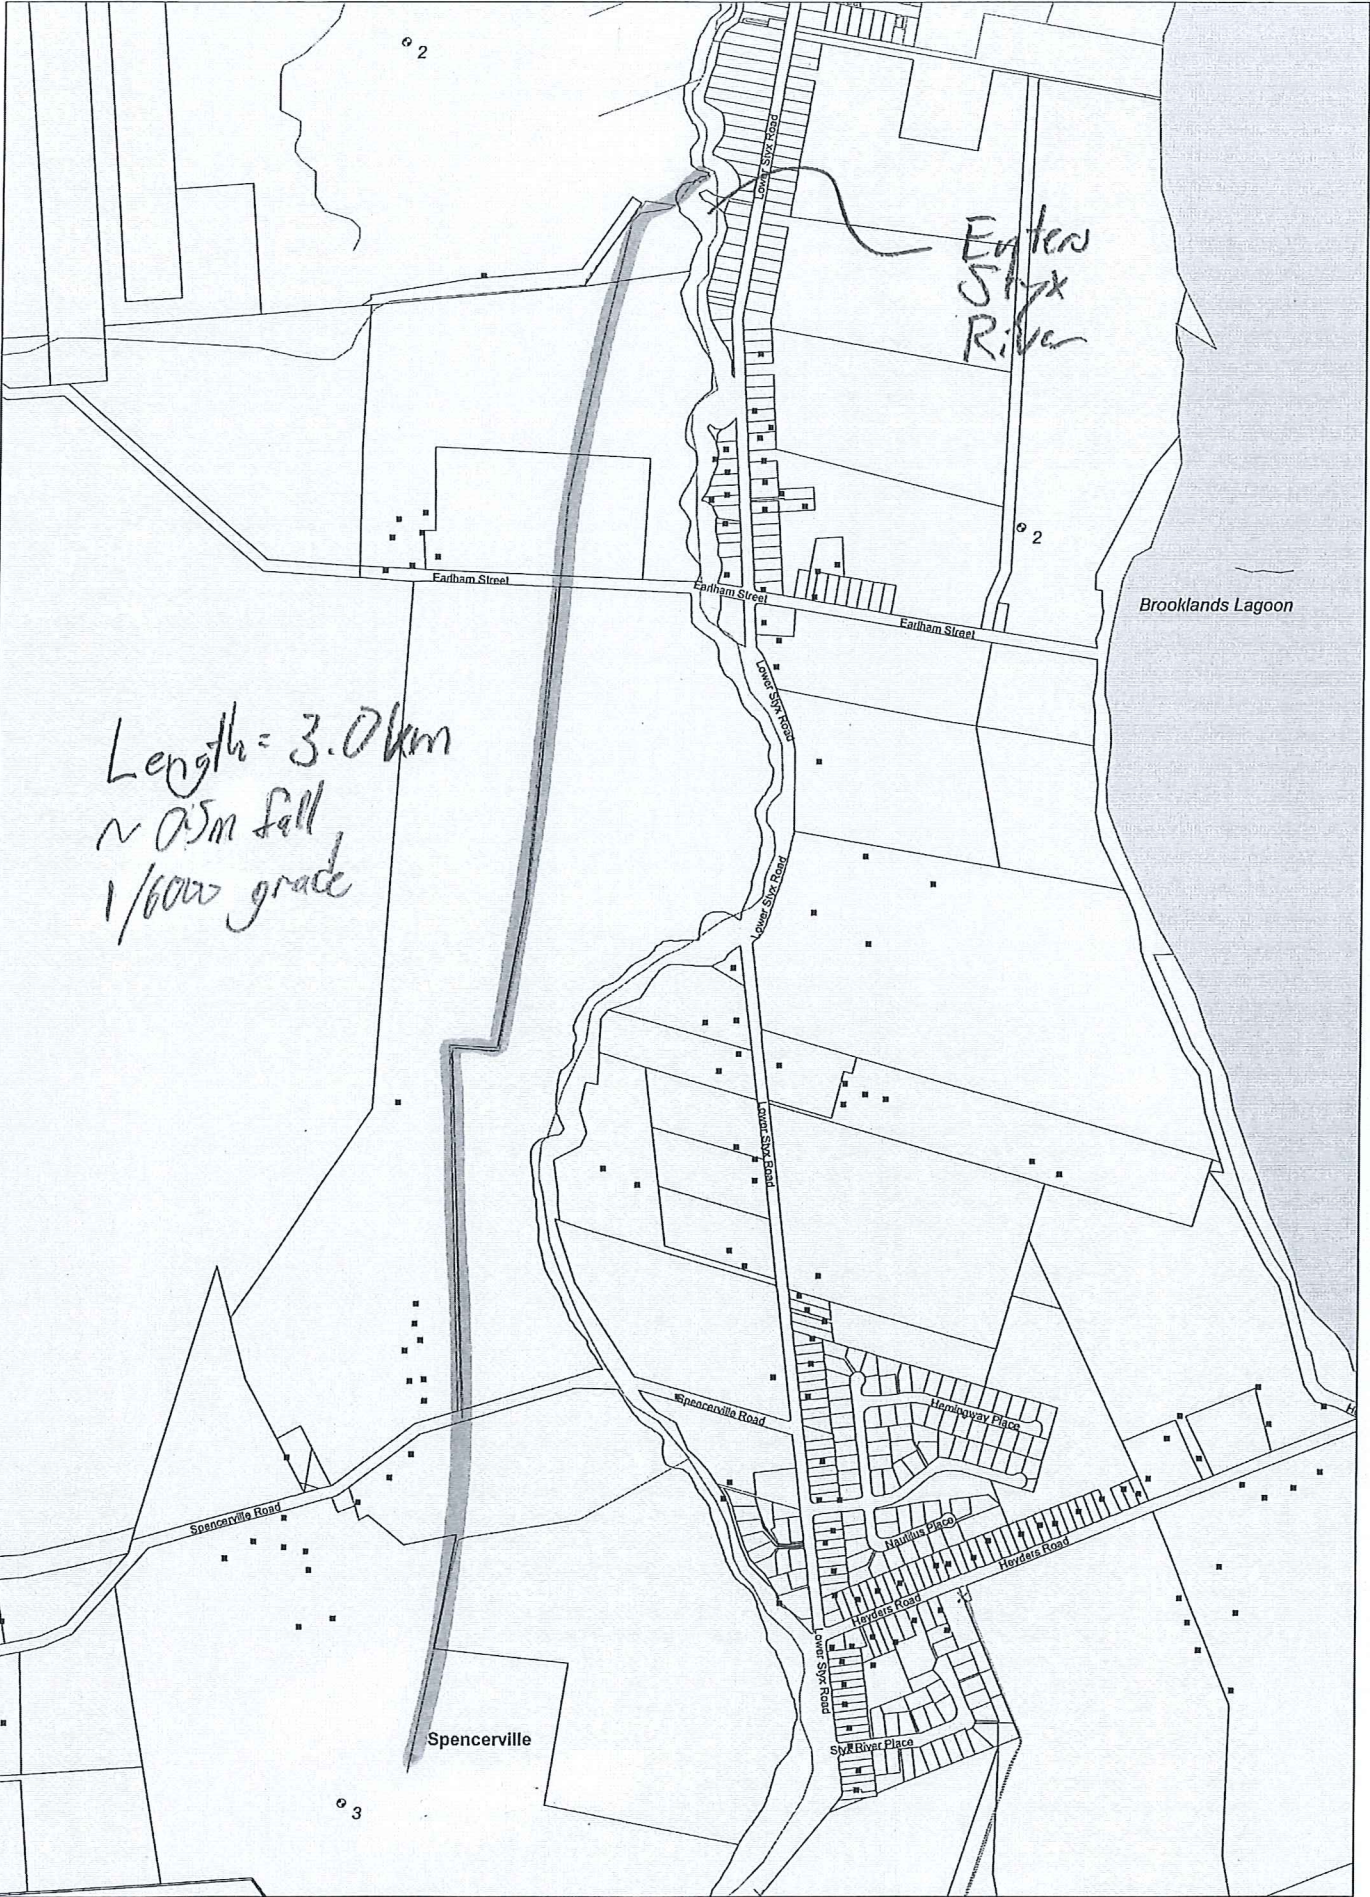 2
Lower Styx Road
Enters
Styx
River
2
Earlham Street
Earlham Street
Earlham Street
Brooklands Lagoon
Lower Styx Road
Length = 3.0km
~ 0.5m fall,
1/6000 grade
Lower Styx Road
Lower Styx Road
Spencerville Road
Hemingway Place
Spencerville Road
Nautilus Place
Heyders Road
Heyders Road
Lower Styx Road
Spencerville
Styx River Place
3